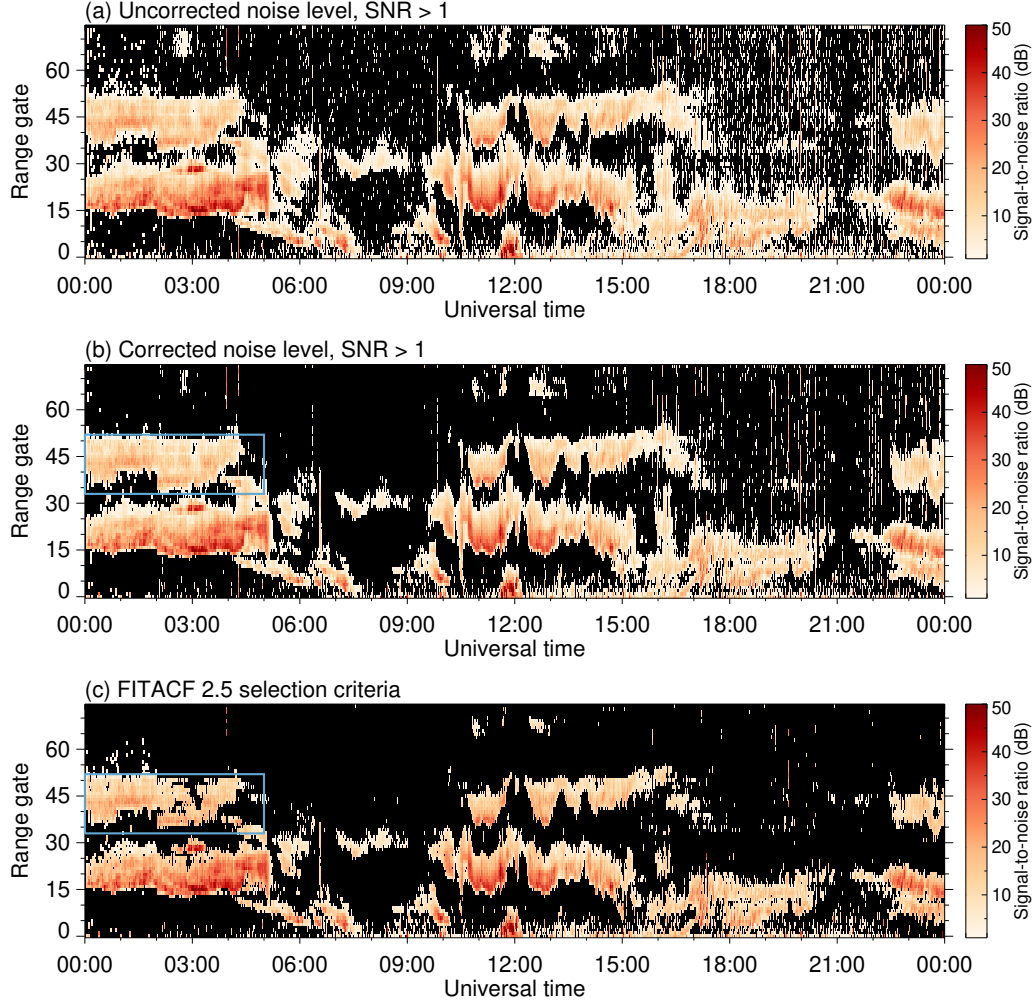 (a) Uncorrected noise level, SNR > 1
Range gate
60
45
30
15
0
00:00 03:00 06:00 09:00 12:00 15:00 18:00 21:00 00:00
Universal time
50
40
30
20
10
Signal-to-noise ratio (dB)
(b) Corrected noise level, SNR > 1
Range gate
60
45
30
15
0
00:00 03:00 06:00 09:00 12:00 15:00 18:00 21:00 00:00
Universal time
50
40
30
20
10
Signal-to-noise ratio (dB)
(c) FITACF 2.5 selection criteria
Range gate
60
45
30
15
0
00:00 03:00 06:00 09:00 12:00 15:00 18:00 21:00 00:00
Universal time
50
40
30
20
10
Signal-to-noise ratio (dB)